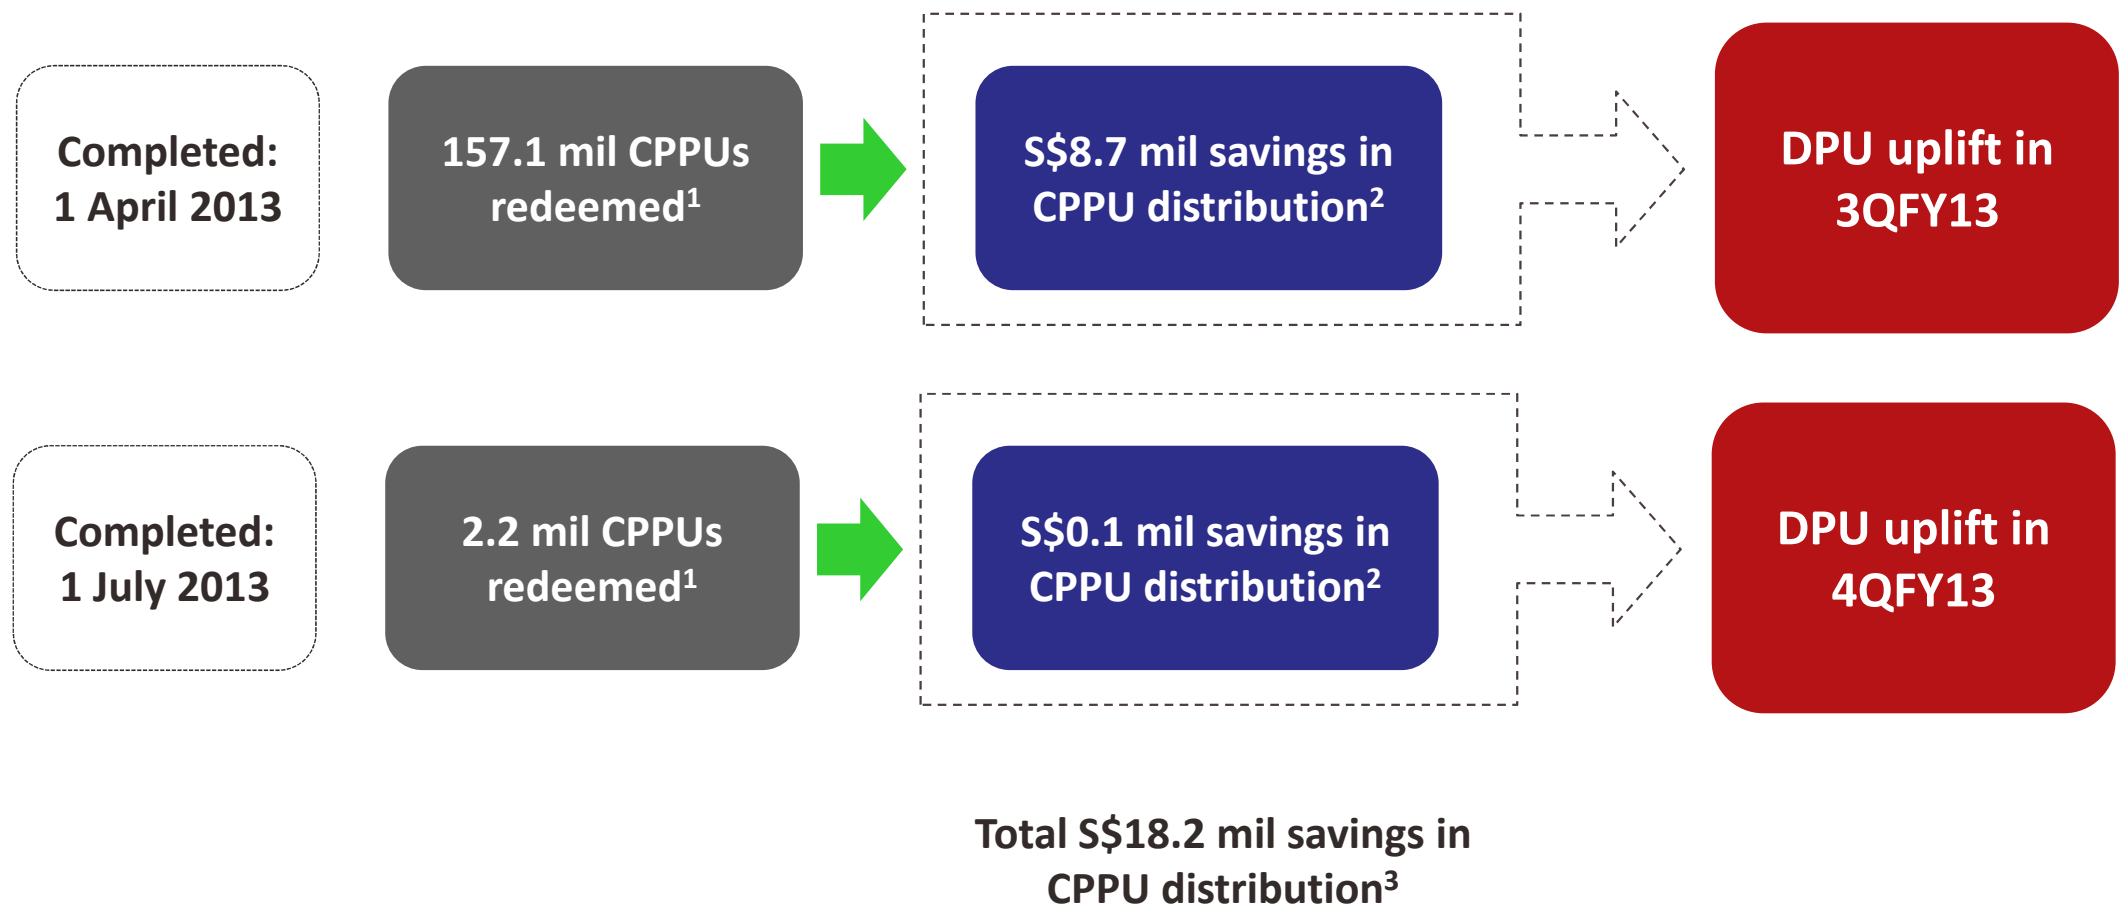 Completed:
1 April 2013
157.1 mil CPPUs
redeemed¹
S$8.7 mil savings in
CPPU distribution²
DPU uplift in
3QFY13
Completed:
1 July 2013
2.2 mil CPPUs
redeemed¹
S$0.1 mil savings in
CPPU distribution²
DPU uplift in
4QFY13
Total S$18.2 mil savings in
CPPU distribution³